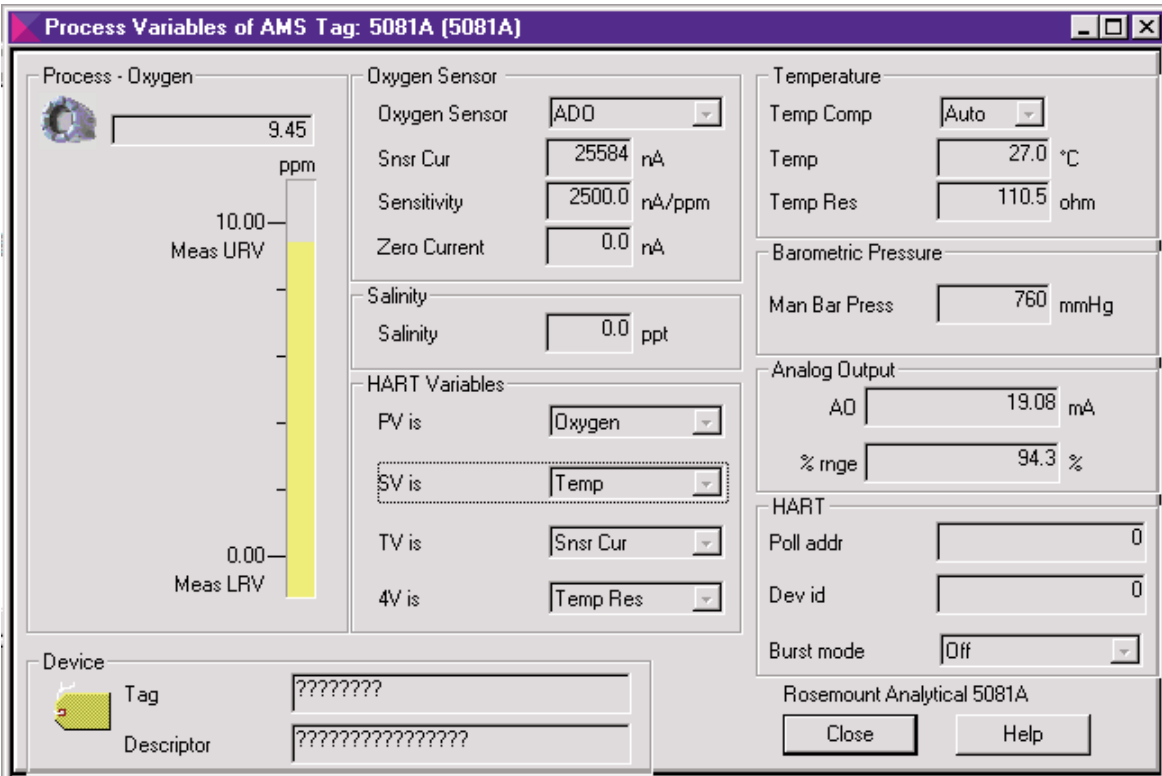 Process Variables of AMS Tag: 5081A (5081A)
Process - Oxygen
9.45
ppm
10.00
Meas URV
0.00
Meas LRV
Oxygen Sensor
Oxygen Sensor ADO
Snsr Cur 25584 nA
Sensitivity 2500.0 nA/ppm
Zero Current 0.0 nA
Salinity
Salinity 0.0 ppt
HART Variables
PV is Oxygen
SV is Temp
TV is Snsr Cur
4V is Temp Res
Temperature
Temp Comp Auto
Temp 27.0 °C
Temp Res 110.5 ohm
Barometric Pressure
Man Bar Press 760 mmHg
Analog Output
AO 19.08 mA
% rnge 94.3 %
HART
Poll addr 0
Dev id 0
Burst mode Off
Device
Tag ????????
Descriptor ????????????????
Rosemount Analytical 5081A
Close Help